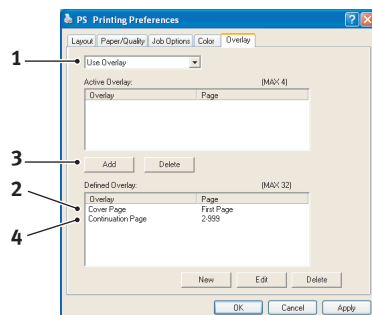 PS Printing Preferences
Layout Paper/Quality Job Options Color Overlay
1 Use Overlay
Active Overlay: (MAX 4)
Overlay Page
3 Add Delete
Defined Overlay: (MAX 32)
Overlay Page
2 Cover Page First Page
4 Continuation Page 2-999
New Edit Delete
OK Cancel Apply